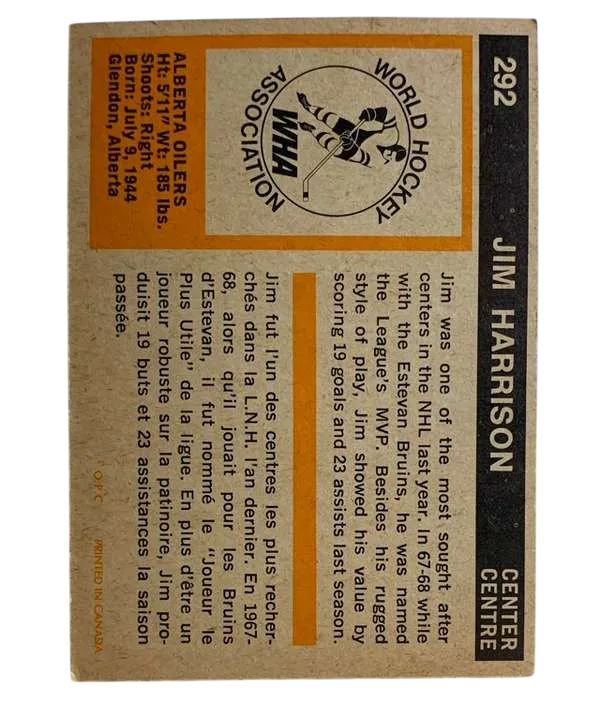 292 JIM HARRISON CENTER
CENTRE
WORLD HOCKEY
ASSOCIATION
WHA
ALBERTA OILERS
Ht: 5'11" Wt: 185 lbs.
Shoots: Right
Born: July 9, 1944
Glendon, Alberta
Jim was one of the most sought after
centers in the NHL last year. In 67-68 while
with the Estevan Bruins, he was named
the League's MVP. Besides his rugged
style of play, Jim showed his value by
scoring 19 goals and 23 assists last season.
Jim fut l'un des centres les plus recher-
chés dans la L.N.H. l'an dernier. En 1967-
68, alors qu'il jouait pour les Bruins
d'Estevan, il fut nommé le "Joueur le
Plus Utile" de la ligue. En plus d'être un
joueur robuste sur la patinoire, Jim pro-
duisit 19 buts et 23 assistances la saison
passée.
O.P.C. PRINTED IN CANADA